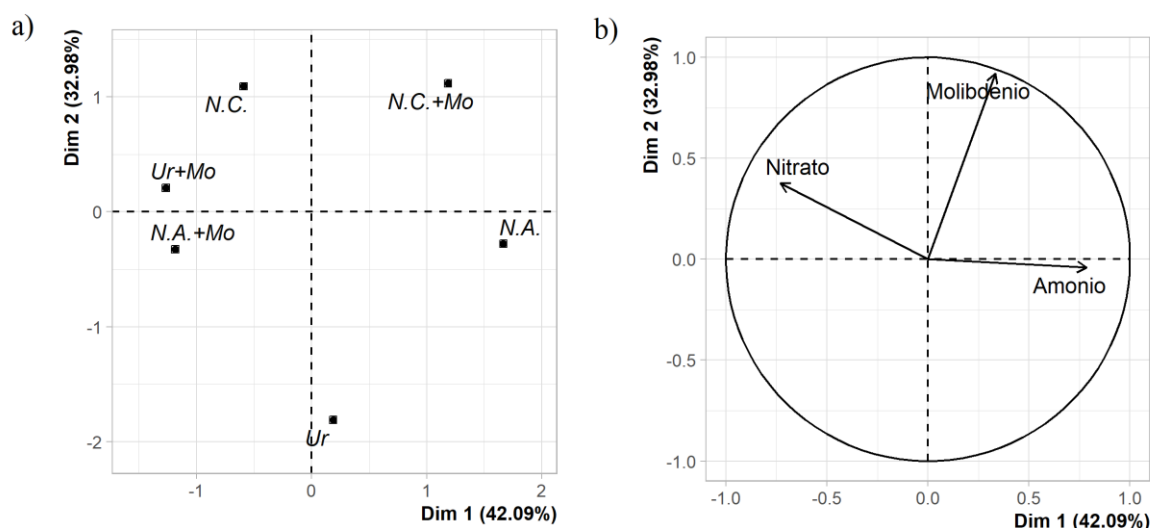 a)
Dim 2 (32.98%)
1
0
-1
-2
N.C.
N.C.+Mo
Ur+Mo
N.A.+Mo
N.A.
Ur
-1
0
1
2
Dim 1 (42.09%)
b)
Dim 2 (32.98%)
1.0
0.5
0.0
-0.5
-1.0
Molibdenio
Nitrato
Amonio
-1.0
-0.5
0.0
0.5
1.0
Dim 1 (42.09%)